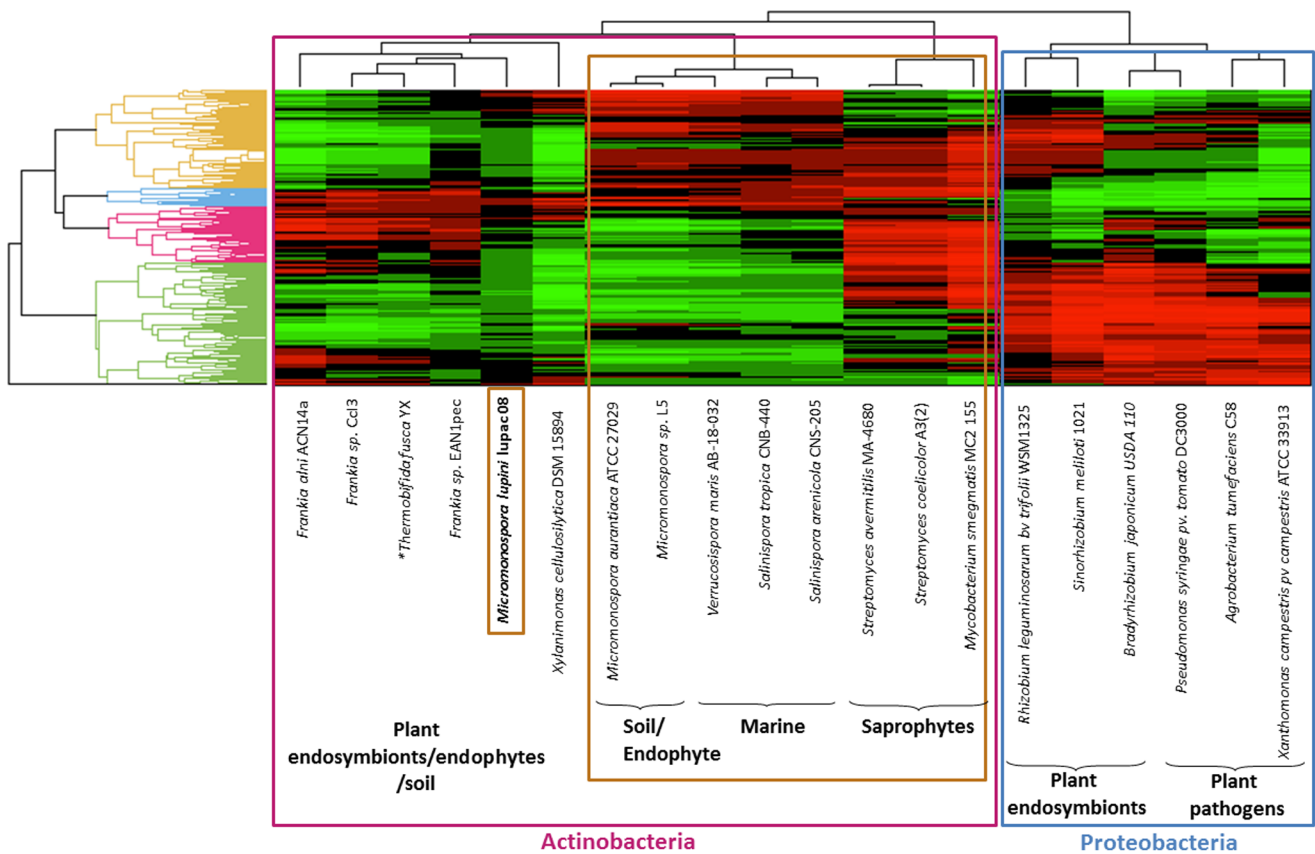 Frankia alni ACN14a
Frankia sp. CcI3
*Thermobifida fusca YX
Frankia sp. EAN1pec
Micromonospora lupini lupac 08
Xylanimonas cellulosilytica DSM 15894
Micromonospora aurantiaca ATCC 27029
Micromonospora sp. L5
Verrucosispora maris AB-18-032
Salinispora tropica CNB-440
Salinispora arenicola CNS-205
Streptomyces avermitilis MA-4680
Streptomyces coelicolor A3(2)
Mycobacterium smegmatis MC2 155
Rhizobium leguminosarum bv trifolii WSM1325
Sinorhizobium meliloti 1021
Bradyrhizobium japonicum USDA 110
Pseudomonas syringae pv. tomato DC3000
Agrobacterium tumefaciens C58
Xanthomonas campestris pv campestris ATCC 33913
Plant
endosymbionts/endophytes
/soil
Soil/
Endophyte
Marine
Saprophytes
Plant
endosymbionts
Plant
pathogens
Actinobacteria
Proteobacteria